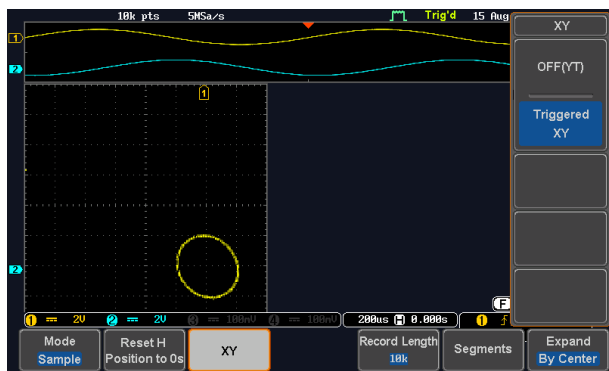 10k pts 5MSa/s Trig'd 15 Aug
XY
1
OFF(YT)
2
1
Triggered
XY
2
F
1 2V 2 2V 3 100mV 4 100mV 200us H 0.000s 1
Mode
Sample
Reset H
Position to 0s
XY
Record Length
10k
Segments
Expand
By Center